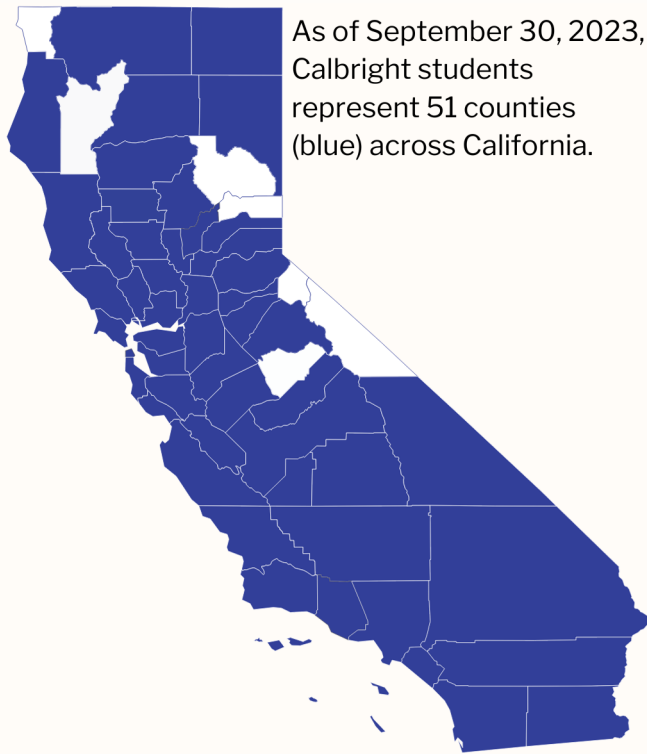 As of September 30, 2023,
Calbright students
represent 51 counties
(blue) across California.